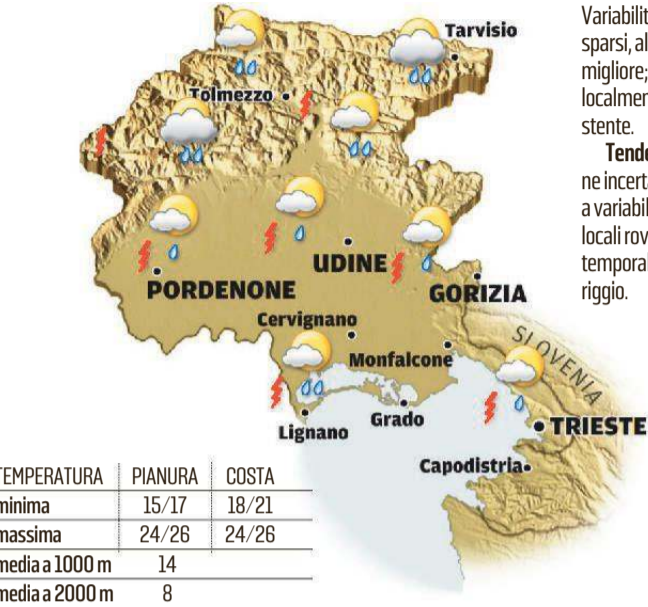 Tarvisio
Tolmezzo
UDINE
PORDENONE
GORIZIA
Cervignano
Monfalcone
SLOVENIA
Grado
Lignano
TRIESTE
Capodistria
TEMPERATURA PIANURA COSTA
minima 15/17 18/21
massima 24/26 24/26
media a 1000 m 14
media a 2000 m 8
Variabilit
sparsi, al
migliore;
localmen
stente.
Tende
ne incerta
a variabil
locali rov
temporal
riggio.